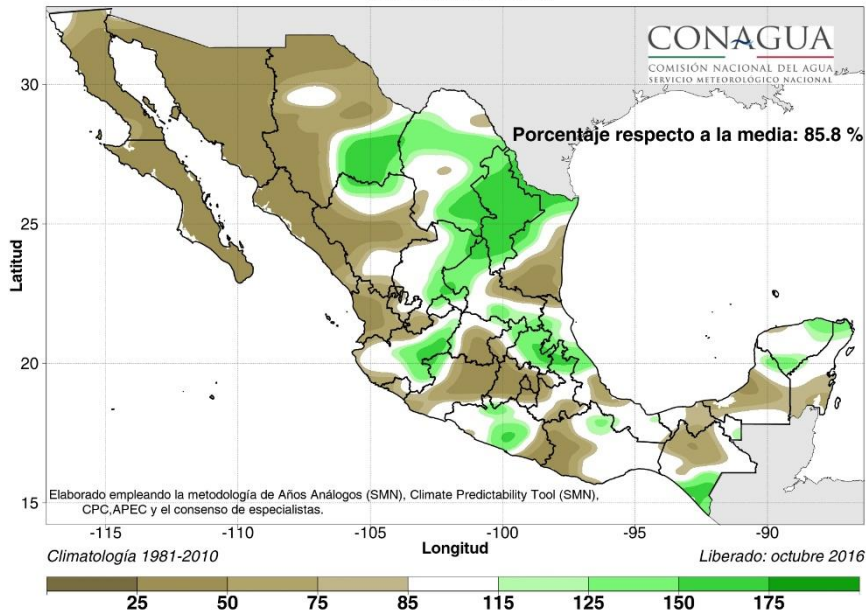 CONAGUA
COMISIÓN NACIONAL DEL AGUA
SERVICIO METEOROLÓGICO NACIONAL
Porcentaje respecto a la media: 85.8 %
30
25
20
15
Latitud
Elaborado empleando la metodología de Años Análogos (SMN), Climate Predictability Tool (SMN),
CPC,APEC y el consenso de especialistas.
-115 -110 -105 -100 -95 -90
Longitud
Climatología 1981-2010 Liberado: octubre 2016
25 50 75 85 115 125 150 175